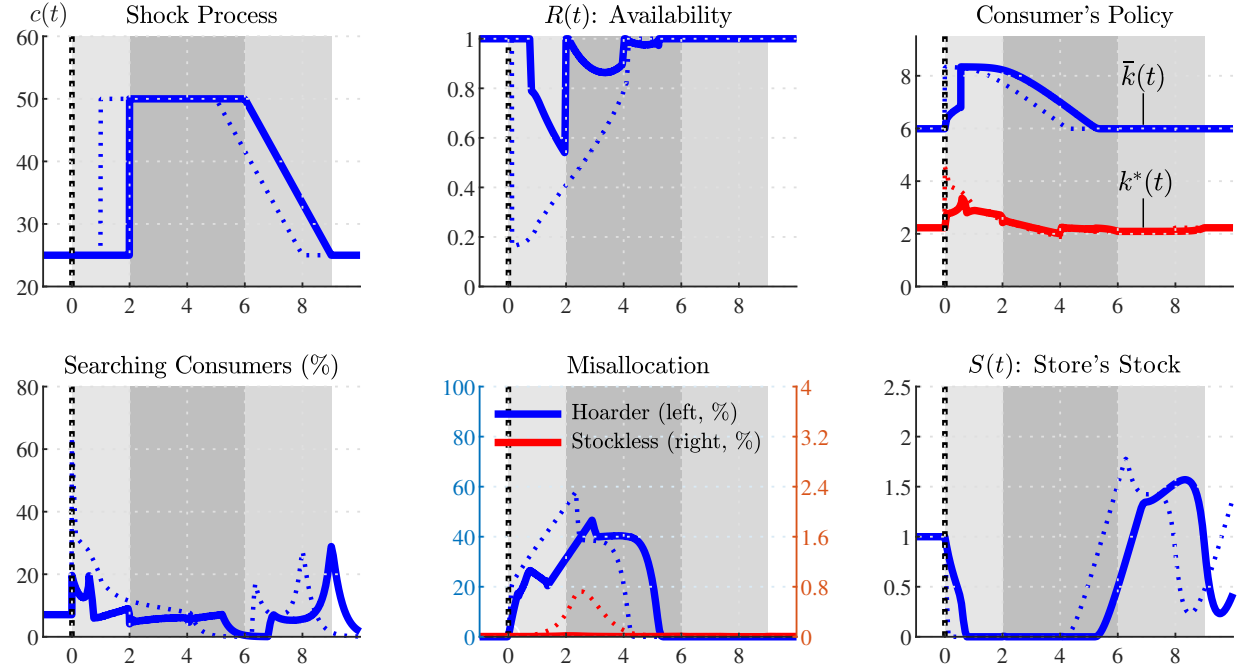 c(t) Shock Process
60
50
40
30
20
0 2 4 6 8
R(t): Availability
1
0.8
0.6
0.4
0.2
0
0 2 4 6 8
Consumer's Policy
8
6
4
2
0
k̄(t)
k*(t)
0 2 4 6 8
Searching Consumers (%)
80
60
40
20
0
0 2 4 6 8
Misallocation
100
80
60
40
20
0
Hoarder (left, %)
Stockless (right, %)
4
3.2
2.4
1.6
0.8
0
0 2 4 6 8
S(t): Store's Stock
2.5
2
1.5
1
0.5
0
0 2 4 6 8